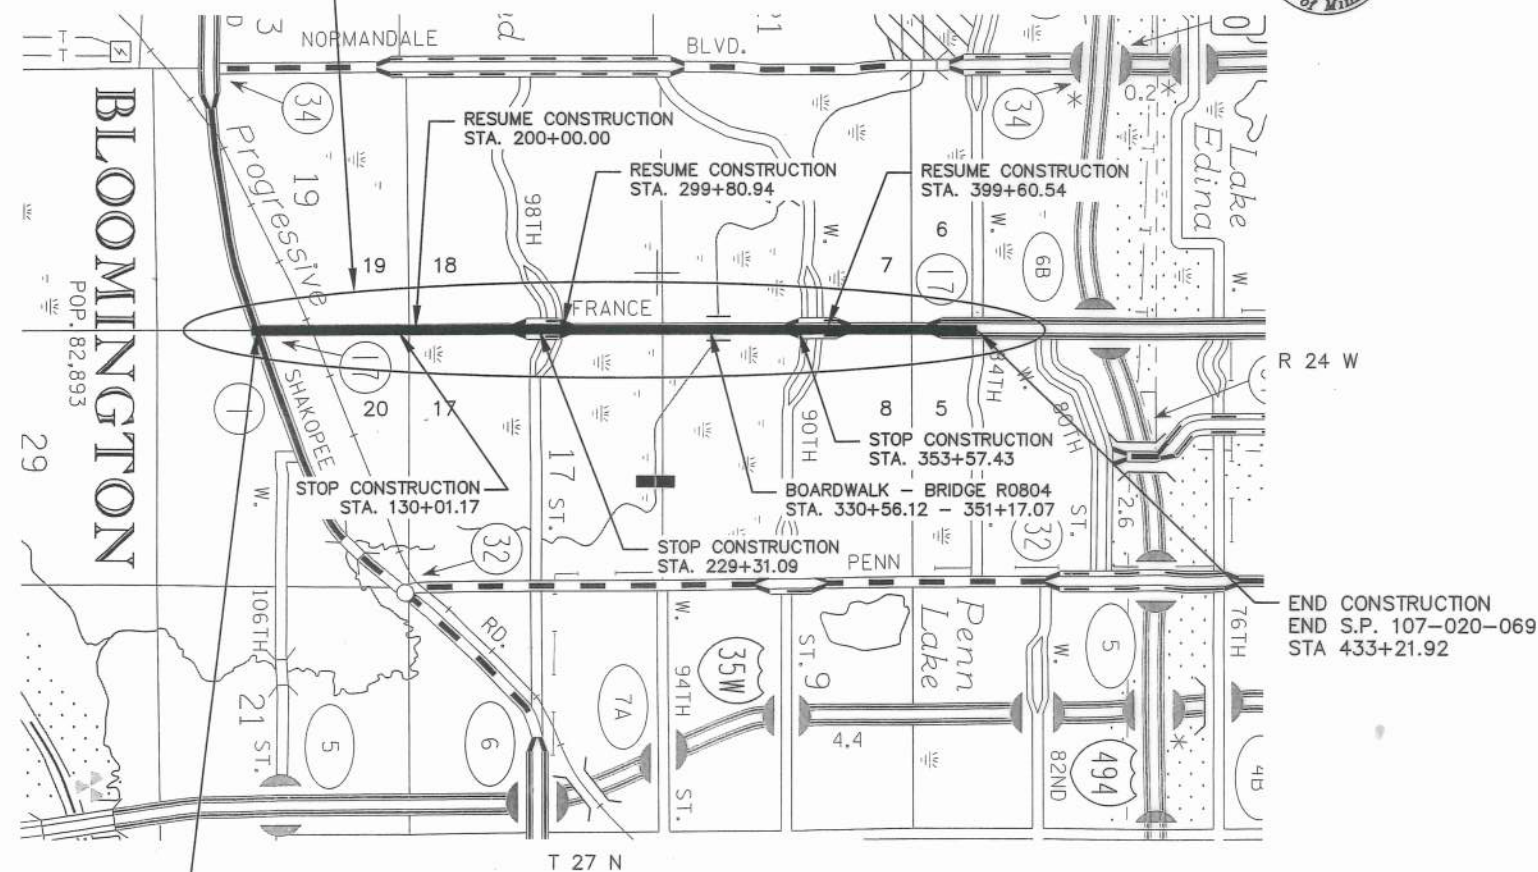 of Minn
NORMANDALE
BLVD.
T
T
3
D
34
34
0.2
BLOOMINGTON
POP. 82,893
Progressive
19
RESUME CONSTRUCTION
STA. 200+00.00
RESUME CONSTRUCTION
STA. 299+80.94
RESUME CONSTRUCTION
STA. 399+60.54
98TH
W.
W.
6B
Lake
Edina
W.
6
17
19
18
7
FRANCE
R 24 W
SHAKOPEE
17
1
20
17
8
5
29
84TH
W.
80TH
ST.
90TH
STOP CONSTRUCTION
STA. 353+57.43
BOARDWALK – BRIDGE R0804
STA. 330+56.12 – 351+17.07
STOP CONSTRUCTION
STA. 130+01.17
STOP CONSTRUCTION
STA. 229+31.09
17
ST.
W.
32
32
2.6
PENN
END CONSTRUCTION
END S.P. 107-020-069
STA 433+21.92
106TH
RD.
W.
94TH
ST.
35W
ST.
9
Penn
Lake
W.
82ND
5
76TH
21
ST.
5
6
7A
4.4
494
4B
T 27 N